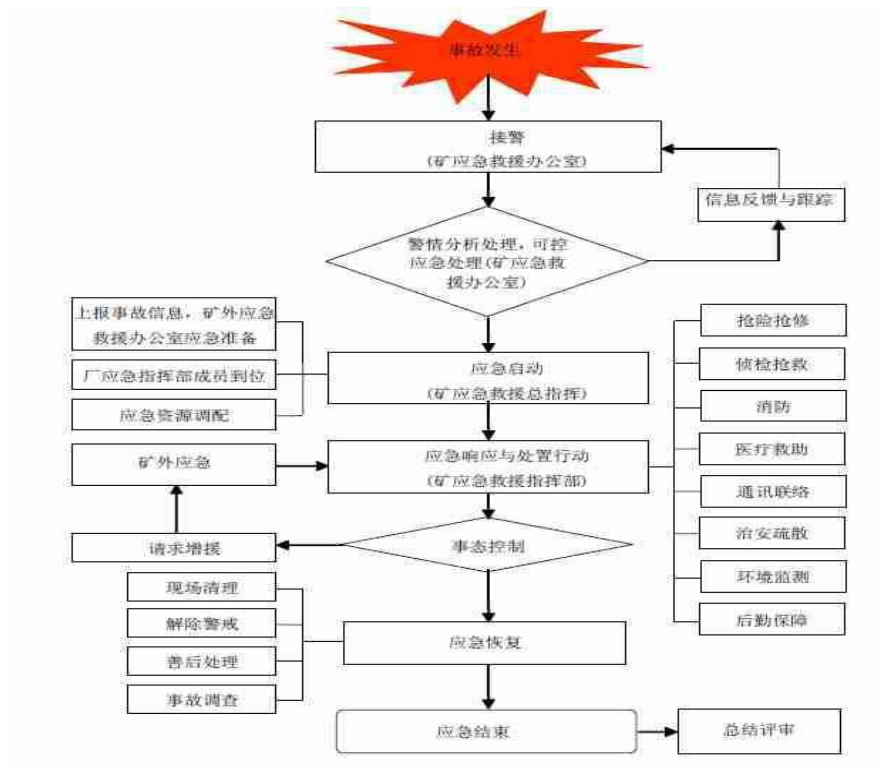 事故发生
接警
(矿应急救援办公室)
信息反馈与跟踪
警情分析处理，可控
应急处理(矿应急救
援办公室)
上报事故信息，矿外应急
救援办公室应急准备
厂应急指挥部成员到位
应急资源调配
应急启动
(矿应急救援总指挥)
抢险抢修
侦检抢救
消防
医疗救助
通讯联络
治安疏散
环境监测
后勤保障
矿外应急
应急响应与处置行动
(矿应急救援指挥部)
请求增援
事态控制
现场清理
解除警戒
善后处理
事故调查
应急恢复
应急结束
总结评审